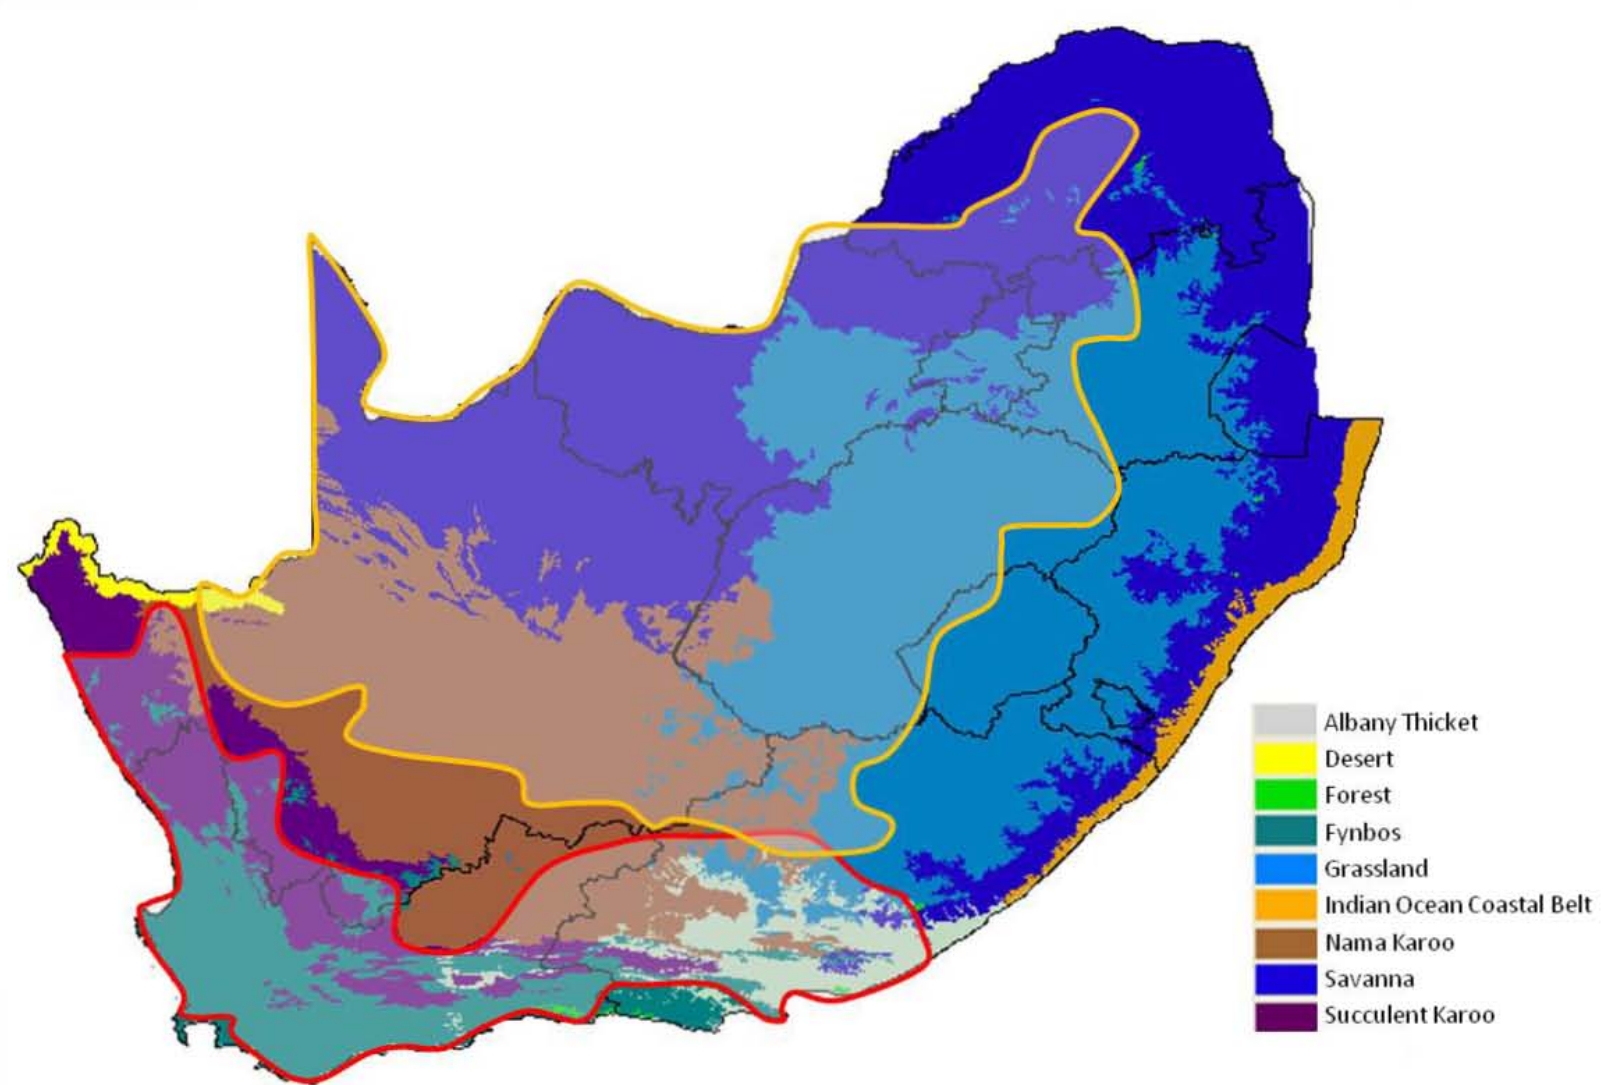 Albany Thicket
Desert
Forest
Fynbos
Grassland
Indian Ocean Coastal Belt
Nama Karoo
Savanna
Succulent Karoo